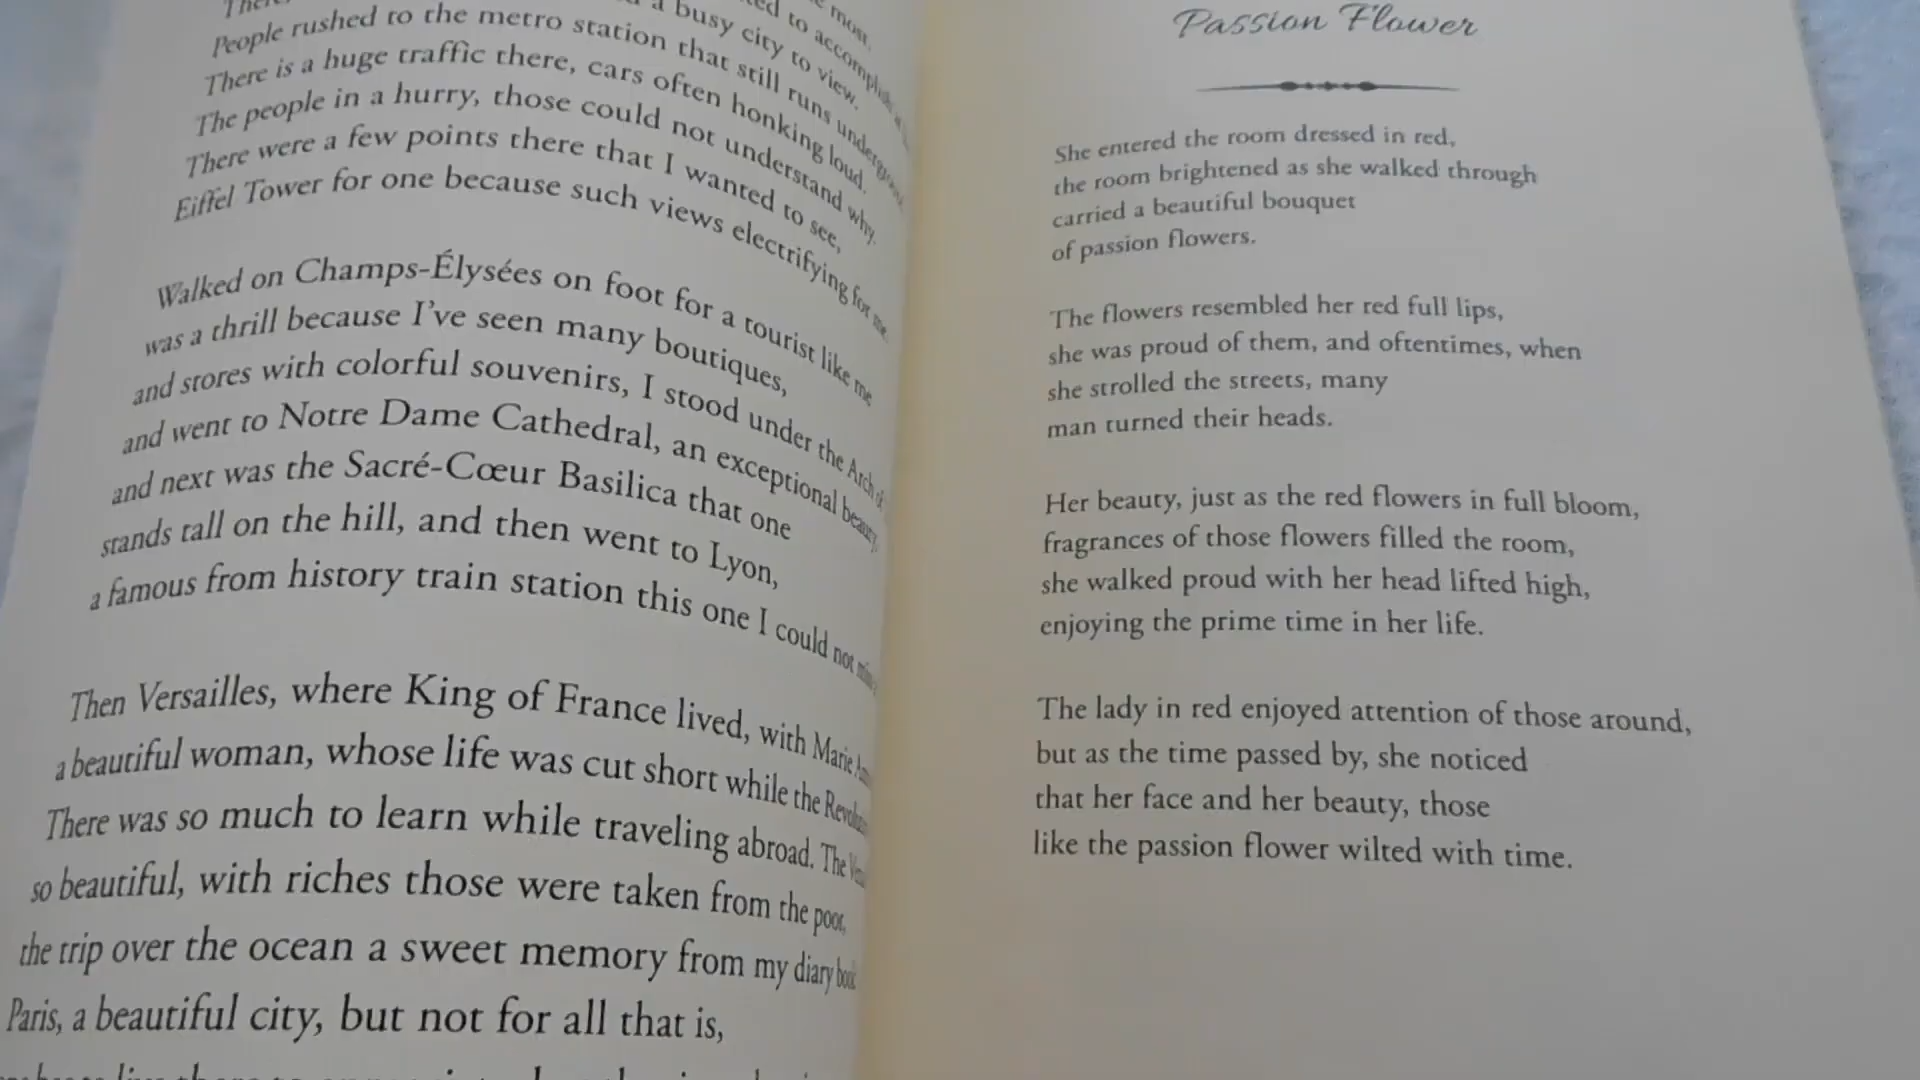 There
most.
ed to accomplish
a busy city to view.
People rushed to the metro station that still runs underground.
There is a huge traffic there, cars often honking loud.
The people in a hurry, those could not understand why.
There were a few points there that I wanted to see,
Eiffel Tower for one because such views electrifying for me.
Walked on Champs-Élysées on foot for a tourist like me
was a thrill because I've seen many boutiques,
and stores with colorful souvenirs, I stood under the Arch of
and went to Notre Dame Cathedral, an exceptional beauty,
and next was the Sacré-Cœur Basilica that one
stands tall on the hill, and then went to Lyon,
a famous from history train station this one I could not
Then Versailles, where King of France lived, with Marie
a beautiful woman, whose life was cut short while the
There was so much to learn while traveling abroad. The
so beautiful, with riches those were taken from the poor,
the trip over the ocean a sweet memory from my diary book
Paris, a beautiful city, but not for all that is,
Passion Flower
She entered the room dressed in red,
the room brightened as she walked through
carried a beautiful bouquet
of passion flowers.
The flowers resembled her red full lips,
she was proud of them, and oftentimes, when
she strolled the streets, many
man turned their heads.
Her beauty, just as the red flowers in full bloom,
fragrances of those flowers filled the room,
she walked proud with her head lifted high,
enjoying the prime time in her life.
The lady in red enjoyed attention of those around,
but as the time passed by, she noticed
that her face and her beauty, those
like the passion flower wilted with time.